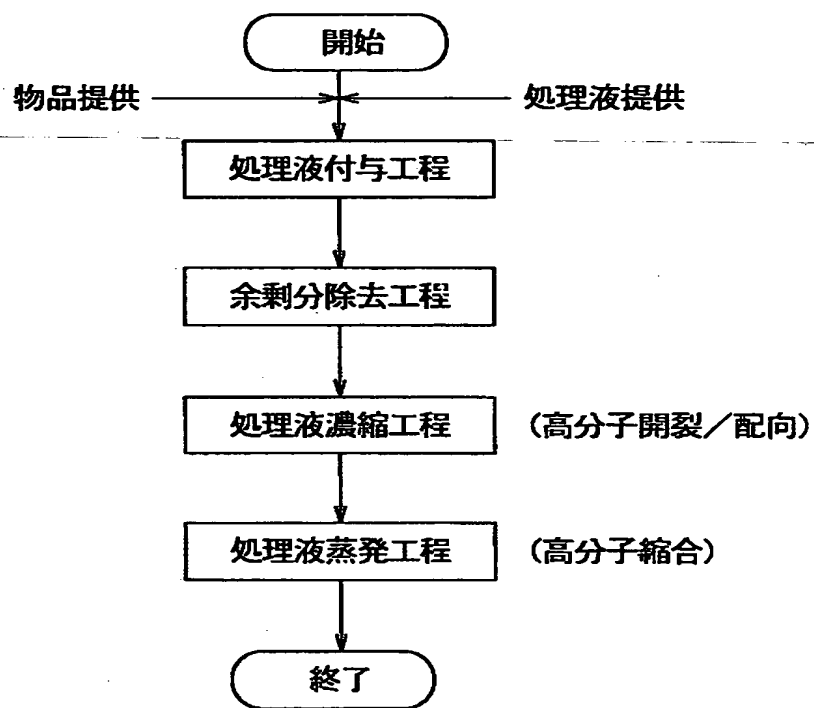 開始
物品提供
処理液提供
処理液付与工程
余剰分除去工程
処理液濃縮工程 (高分子開裂／配向)
処理液蒸発工程 (高分子縮合)
終了